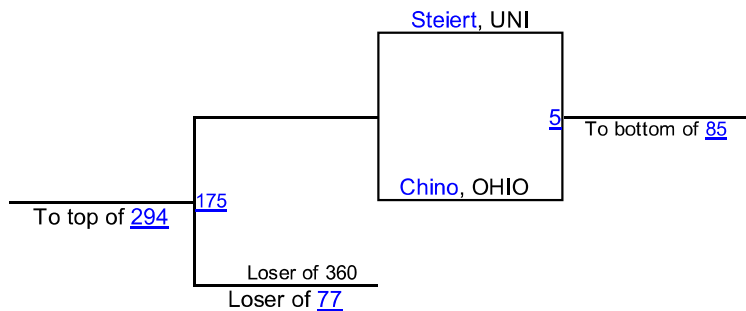 Steiert, UNI
5
To bottom of 85
Chino, OHIO
175
To top of 294
Loser of 360
Loser of 77